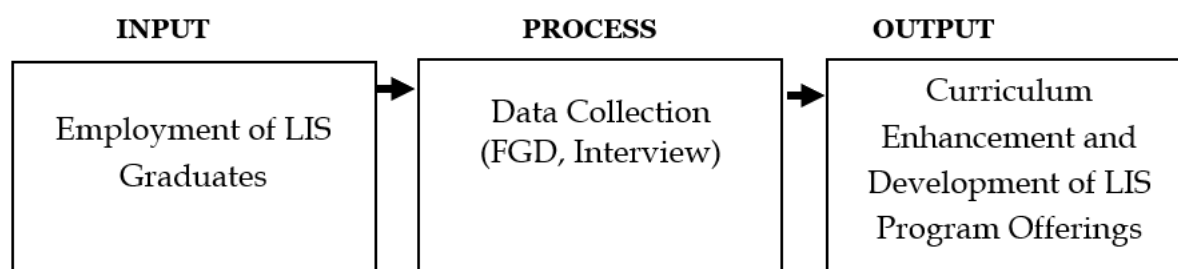 INPUT
PROCESS
OUTPUT
Employment of LIS
Graduates
Data Collection
(FGD, Interview)
Curriculum
Enhancement and
Development of LIS
Program Offerings